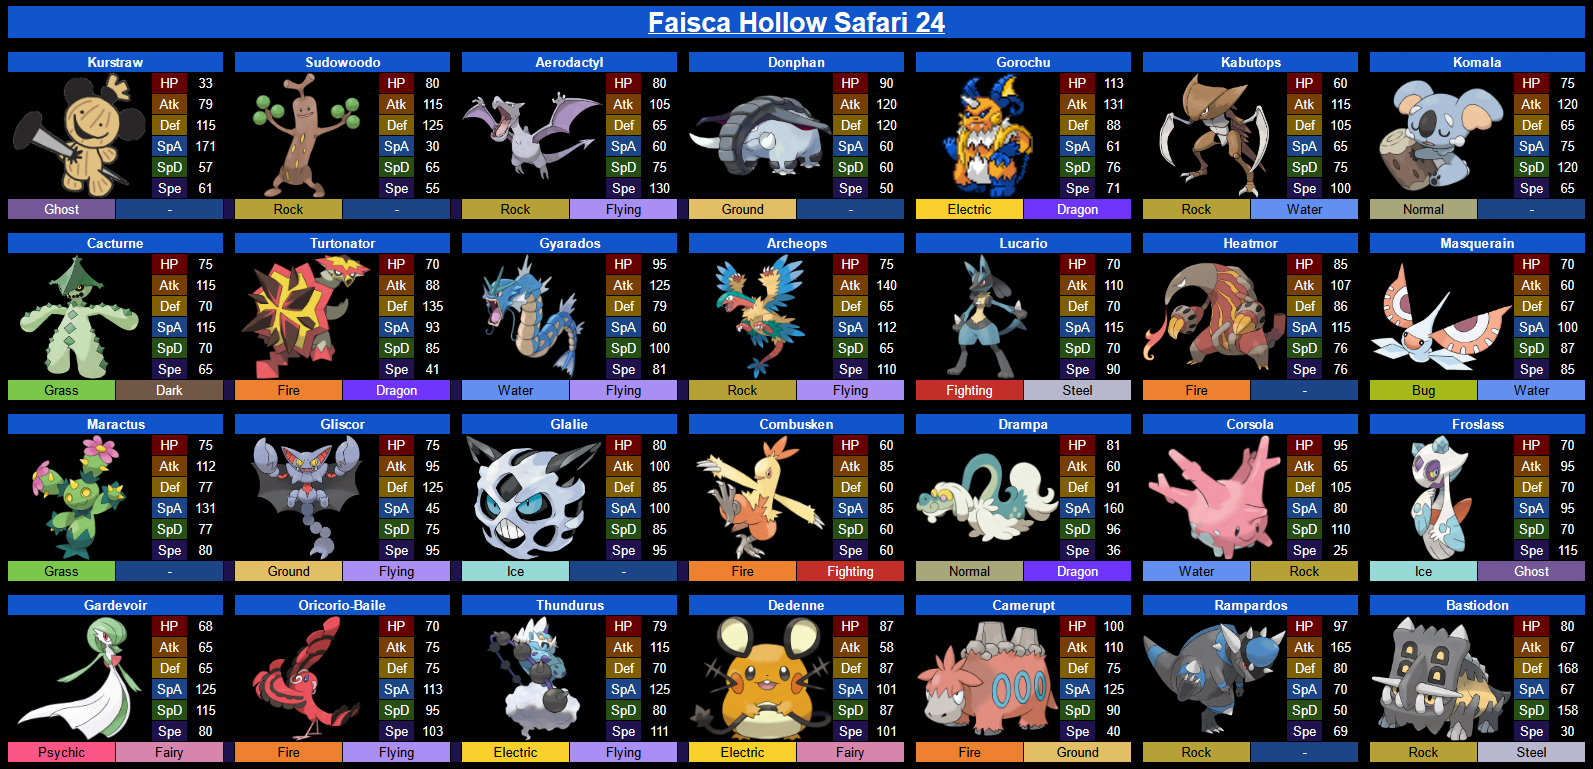 Faisca Hollow Safari 24
Kurstraw Sudowoodo Aerodactyl Donphan Gorochu Kabutops Komala
HP 33 HP 80 HP 80 HP 90 HP 113 HP 60 HP 75
Atk 79 Atk 115 Atk 105 Atk 120 Atk 131 Atk 115 Atk 120
Def 115 Def 125 Def 65 Def 120 Def 88 Def 105 Def 65
SpA 171 SpA 30 SpA 60 SpA 60 SpA 61 SpA 65 SpA 75
SpD 57 SpD 65 SpD 75 SpD 60 SpD 76 SpD 75 SpD 120
Spe 61 Spe 55 Spe 130 Spe 50 Spe 71 Spe 100 Spe 65
Ghost - Rock - Rock Flying Ground - Electric Dragon Rock Water Normal -
Cacturne Turtonator Gyarados Archeops Lucario Heatmor Masquerain
HP 75 HP 70 HP 95 HP 75 HP 70 HP 85 HP 70
Atk 115 Atk 88 Atk 125 Atk 140 Atk 110 Atk 107 Atk 60
Def 70 Def 135 Def 79 Def 65 Def 70 Def 86 Def 67
SpA 115 SpA 93 SpA 60 SpA 112 SpA 115 SpA 115 SpA 100
SpD 70 SpD 85 SpD 100 SpD 65 SpD 76 SpD 76 SpD 87
Spe 65 Spe 41 Spe 81 Spe 110 Spe 90 Spe 76 Spe 85
Grass Dark Fire Dragon Water Flying Rock Flying Fighting Steel Fire - Bug Water
Maractus Gliscor Glalie Combusken Drampa Corsola Froslass
HP 75 HP 75 HP 80 HP 60 HP 81 HP 95 HP 70
Atk 112 Atk 95 Atk 100 Atk 85 Atk 60 Atk 65 Atk 95
Def 77 Def 125 Def 85 Def 60 Def 91 Def 105 Def 70
SpA 131 SpA 45 SpA 100 SpA 85 SpA 160 SpA 80 SpA 95
SpD 77 SpD 75 SpD 85 SpD 60 SpD 96 SpD 110 SpD 70
Spe 80 Spe 95 Spe 95 Spe 60 Spe 36 Spe 25 Spe 115
Grass - Ground Flying Ice - Fire Fighting Normal Dragon Water Rock Ice Ghost
Gardevoir Oricorio-Baile Thundurus Dedenne Camerupt Rampardos Bastiodon
HP 68 HP 70 HP 79 HP 87 HP 100 HP 97 HP 80
Atk 65 Atk 75 Atk 115 Atk 58 Atk 110 Atk 165 Atk 67
Def 65 Def 75 Def 70 Def 87 Def 75 Def 80 Def 168
SpA 125 SpA 113 SpA 125 SpA 101 SpA 125 SpA 70 SpA 67
SpD 115 SpD 95 SpD 80 SpD 87 SpD 90 SpD 50 SpD 158
Spe 80 Spe 103 Spe 111 Spe 101 Spe 40 Spe 69 Spe 30
Psychic Fairy Fire Flying Electric Flying Electric Fairy Fire Ground Rock - Rock Steel